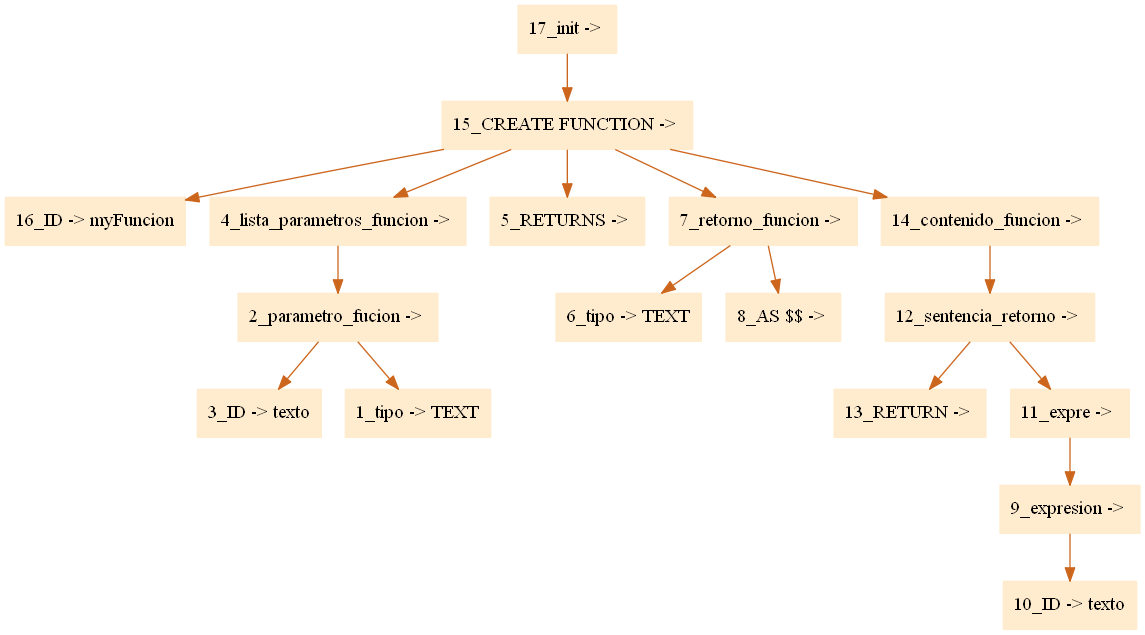 17_init ->
15_CREATE FUNCTION ->
16_ID -> myFuncion
4_lista_parametros_funcion ->
5_RETURNS ->
7_retorno_funcion ->
14_contenido_funcion ->
2_parametro_fucion ->
6_tipo -> TEXT
8_AS $$ ->
12_sentencia_retorno ->
3_ID -> texto
1_tipo -> TEXT
13_RETURN ->
11_expre ->
9_expresion ->
10_ID -> texto